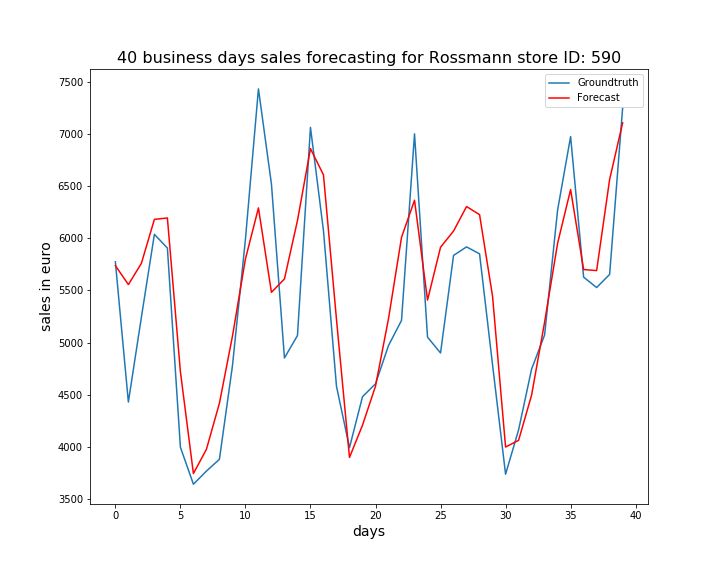 40 business days sales forecasting for Rossmann store ID: 590
Groundtruth
Forecast
7500
7000
6500
6000
5500
5000
4500
4000
3500
sales in euro
0 5 10 15 20 25 30 35 40
days